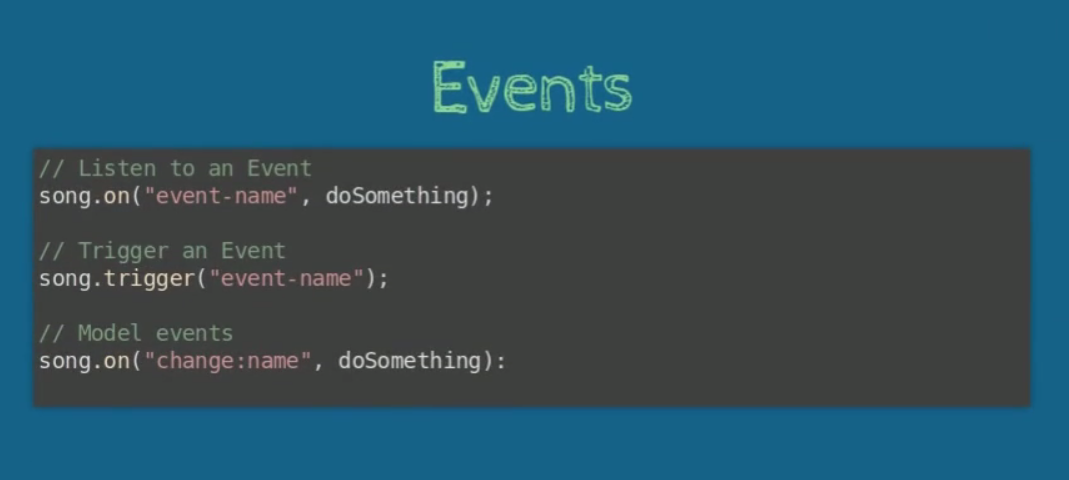 Events
// Listen to an Event
song.on("event-name", doSomething);
// Trigger an Event
song.trigger("event-name");
// Model events
song.on("change:name", doSomething):